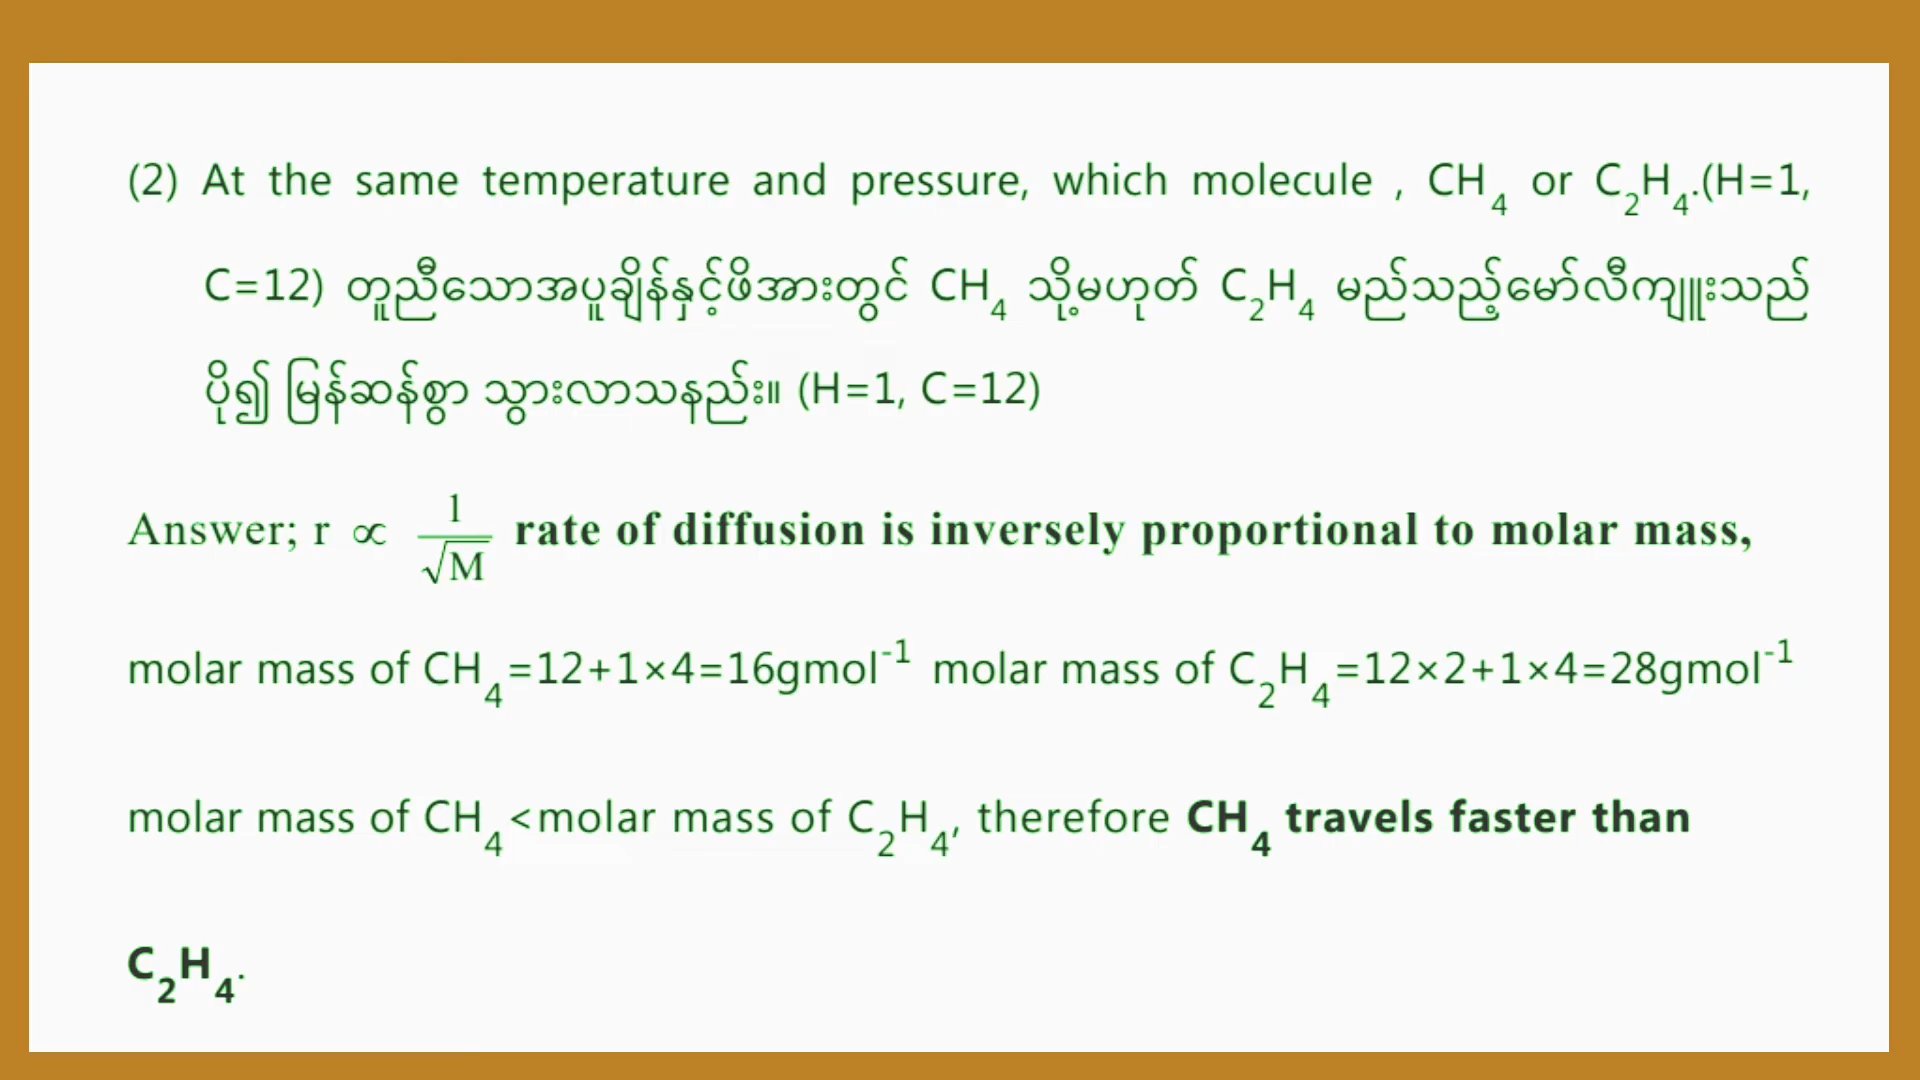 (2) At the same temperature and pressure, which molecule , CH₄ or C₂H₄.(H=1,
C=12) တူညီသောအပူချိန်နှင့်ဖိအားတွင် CH₄ သို့မဟုတ် C₂H₄ မည်သည့်မော်လီကျူးသည်
ပို၍ မြန်ဆန်စွာ သွားလာသနည်း။ (H=1, C=12)
Answer; r ∝ 1/√M rate of diffusion is inversely proportional to molar mass,
molar mass of CH₄=12+1×4=16gmol⁻¹ molar mass of C₂H₄=12×2+1×4=28gmol⁻¹
molar mass of CH₄<molar mass of C₂H₄, therefore CH₄ travels faster than
C₂H₄.